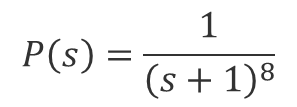 P(s) = 1/(s + 1)⁸